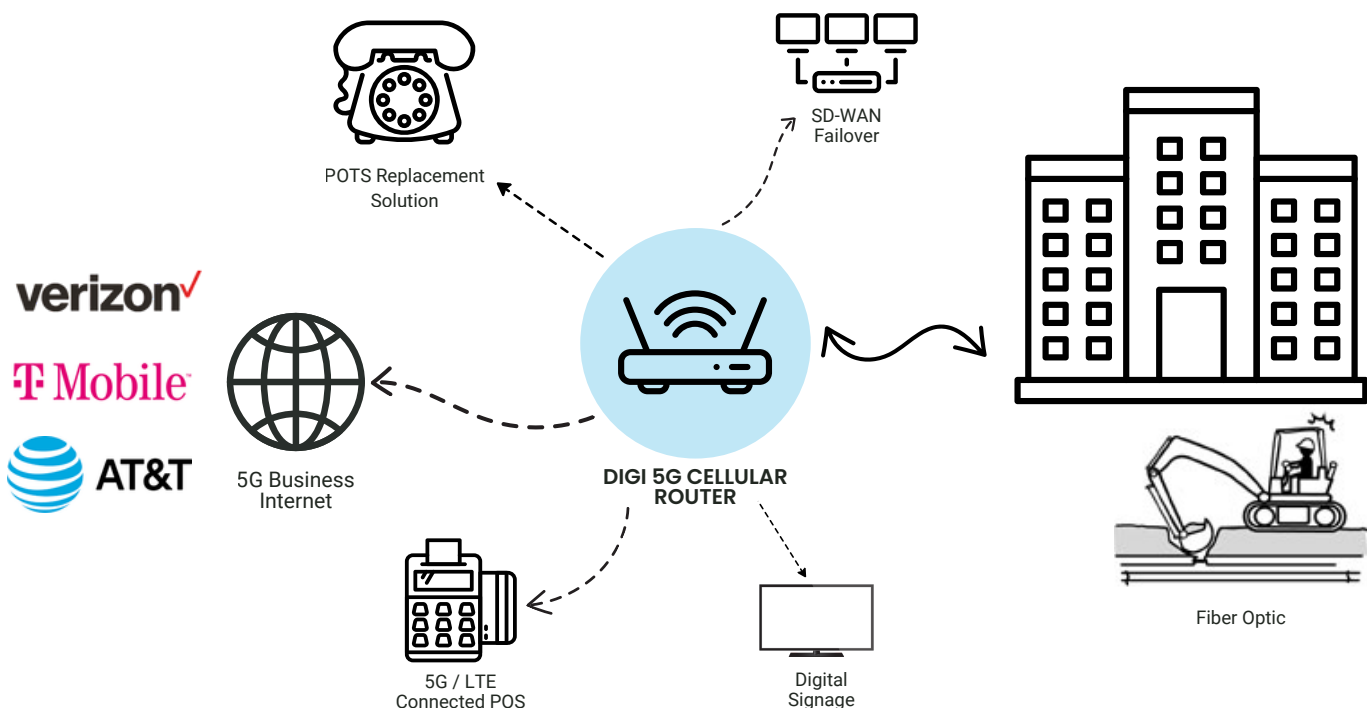 POTS Replacement
Solution
SD-WAN
Failover
verizon
T Mobile
AT&T
5G Business
Internet
DIGI 5G CELLULAR
ROUTER
5G / LTE
Connected POS
Digital
Signage
Fiber Optic